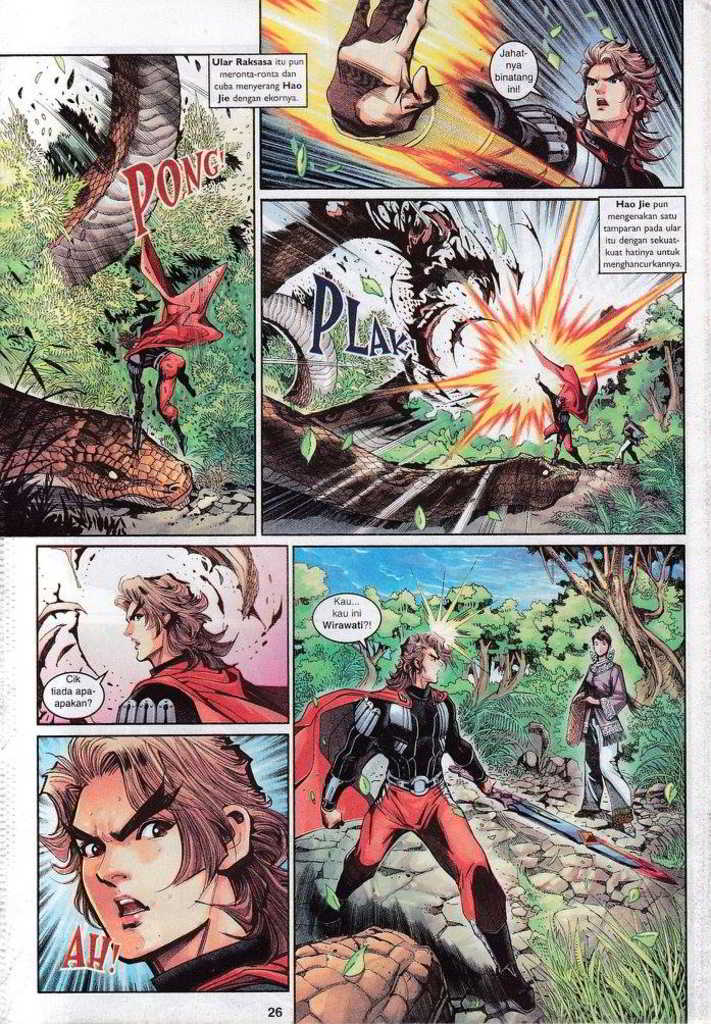 Ular Raksasa itu pun
meronta-ronta dan
cuba menyerang Hao
Jie dengan ekornya.
PONG!
Jahat-
nya
binatang
ini!
Hao Jie pun
mengenakan satu
tamparan pada ular
itu dengan sekuat-
kuat hatinya untuk
menghancurkannya.
PLAK!
Cik
tiada apa-
apakan?
AH!
Kau...
kau ini
Wirawati?!
26